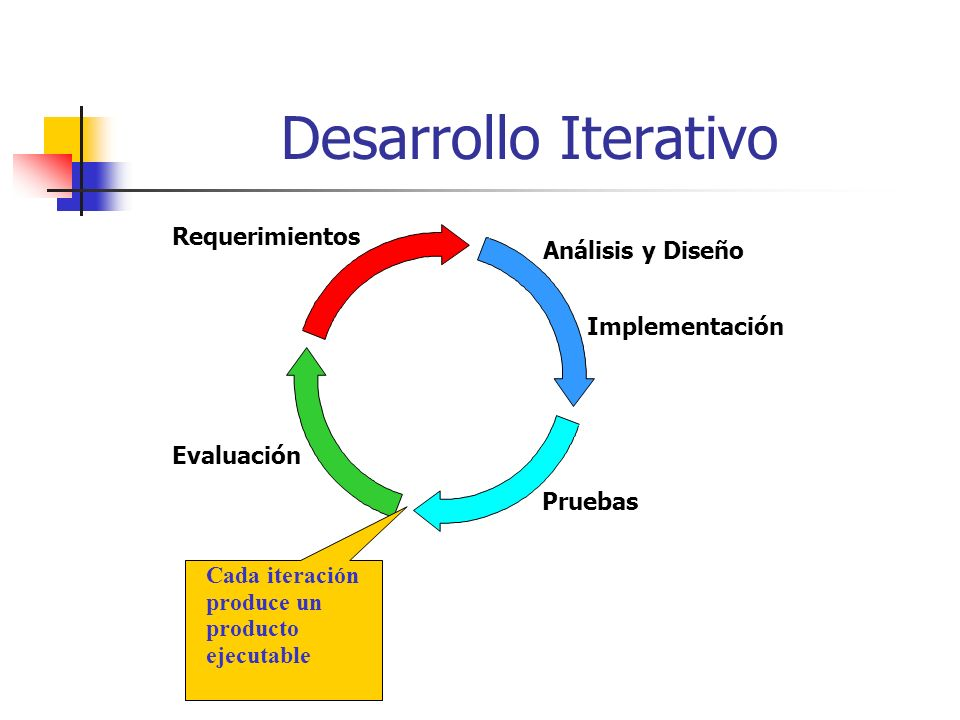 Desarrollo Iterativo
Requerimientos
Análisis y Diseño
Implementación
Evaluación
Pruebas
Cada iteración
produce un
producto
ejecutable